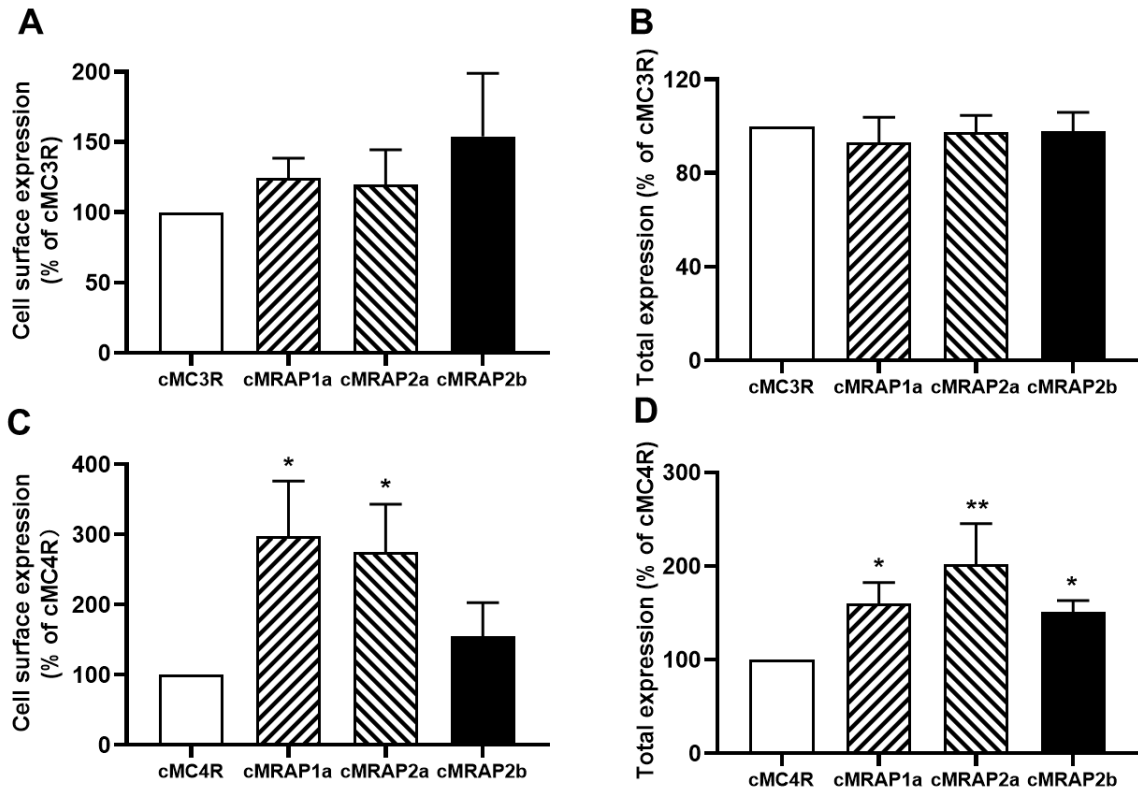 A
Cell surface expression
(% of cMC3R)
200
150
100
50
0
cMC3R cMRAP1a cMRAP2a cMRAP2b
B
Total expression (% of cMC3R)
120
80
40
0
cMC3R cMRAP1a cMRAP2a cMRAP2b
C
Cell surface expression
(% of cMC4R)
400
300
200
100
0
* *
cMC4R cMRAP1a cMRAP2a cMRAP2b
D
Total expression (% of cMC4R)
300
200
100
0
* ** *
cMC4R cMRAP1a cMRAP2a cMRAP2b